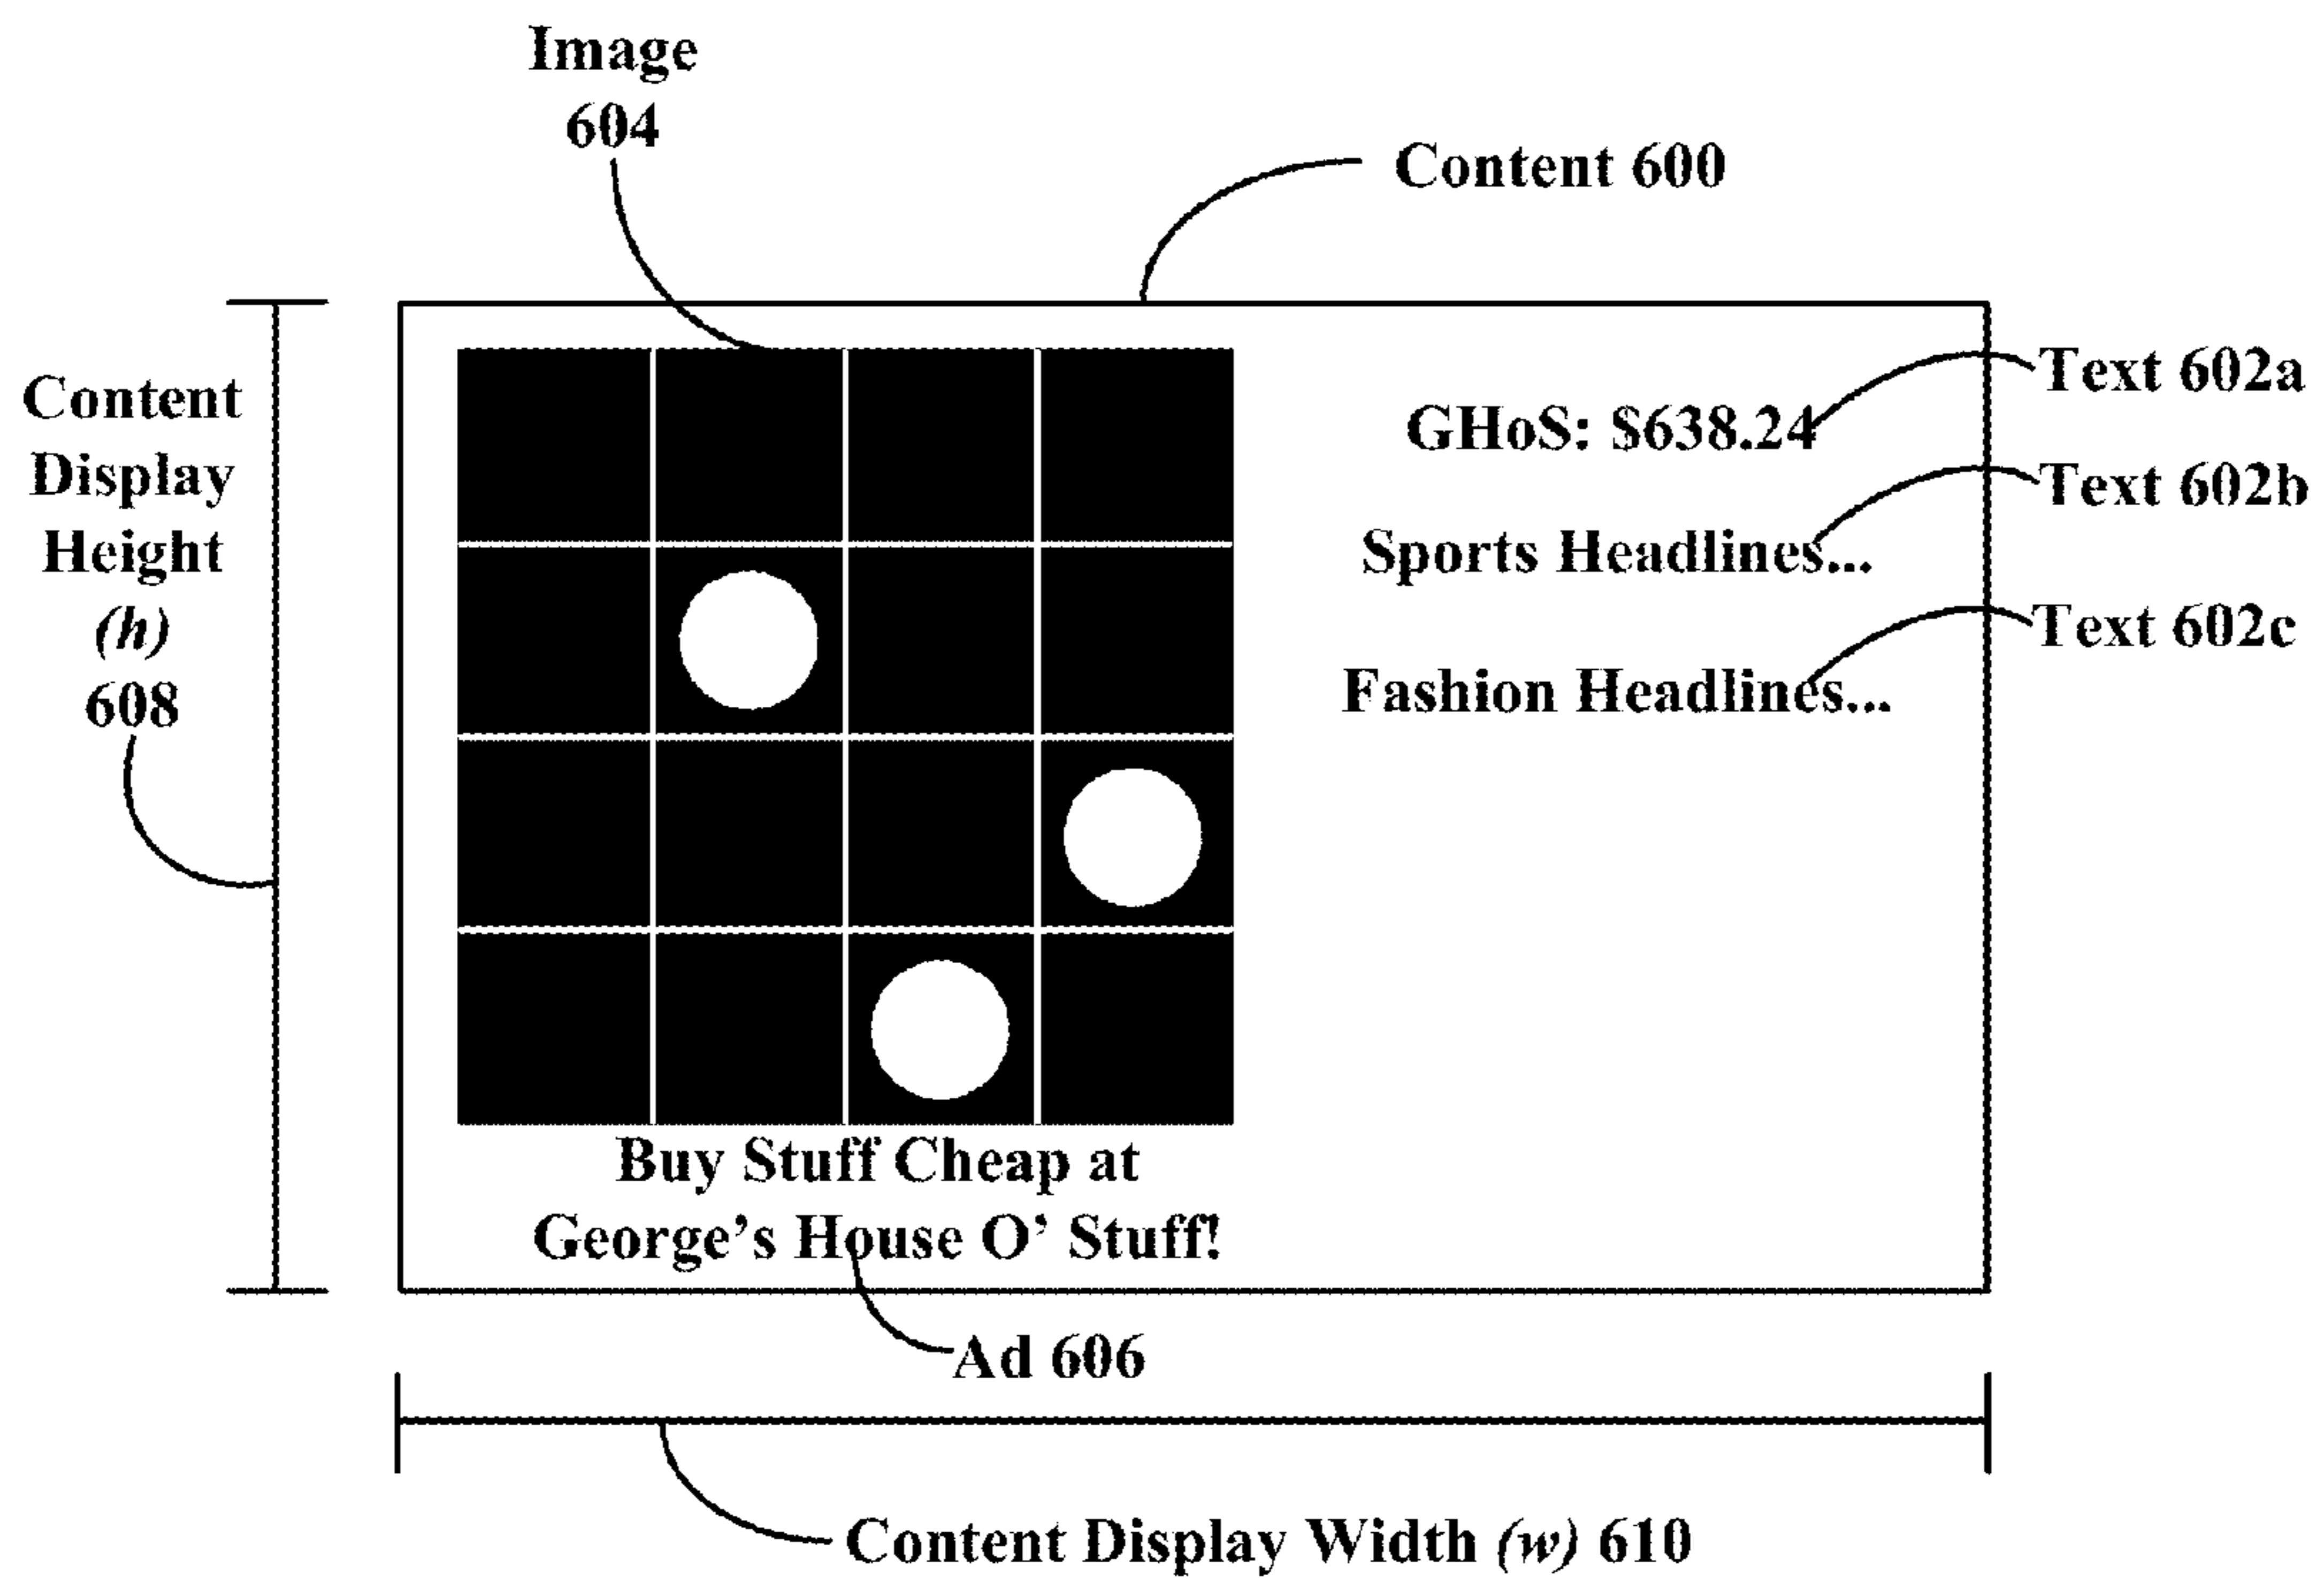 Image
604
Content 600
Content
Display
Height
(h)
608
Text 602a
GHoS: $638.24
Text 602b
Sports Headlines...
Text 602c
Fashion Headlines...
Buy Stuff Cheap at
George’s House O’ Stuff!
Ad 606
Content Display Width (w) 610